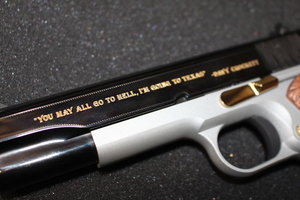 "YOU MAY ALL GO TO HELL, I'M GOING TO TEXAS" -DAVY CROCKETT